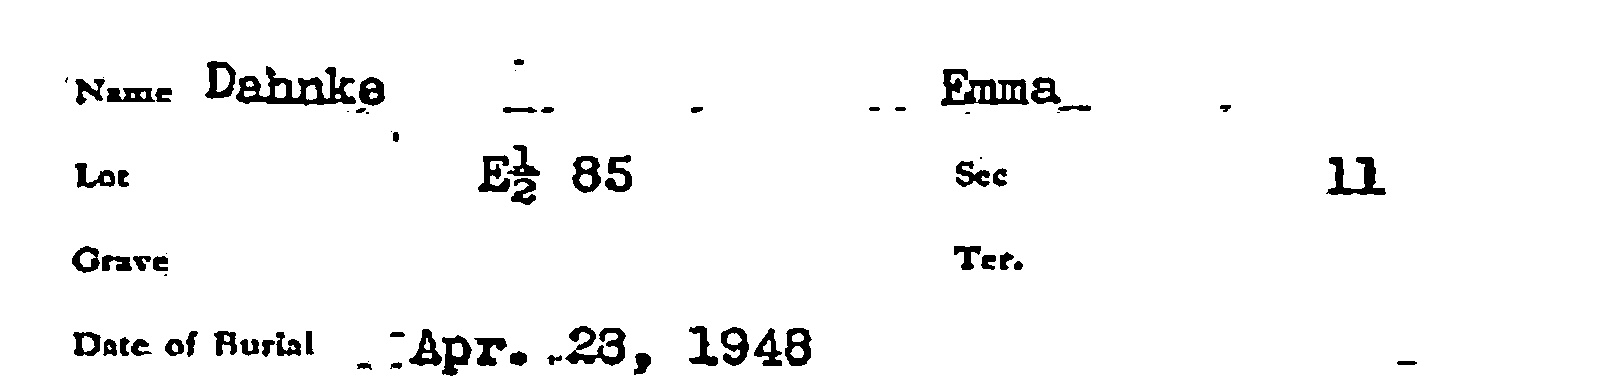 Name Dahnke Emma
Lot E½ 85 Sec 11
Grave Ter.
Date of Burial Apr. 23, 1948